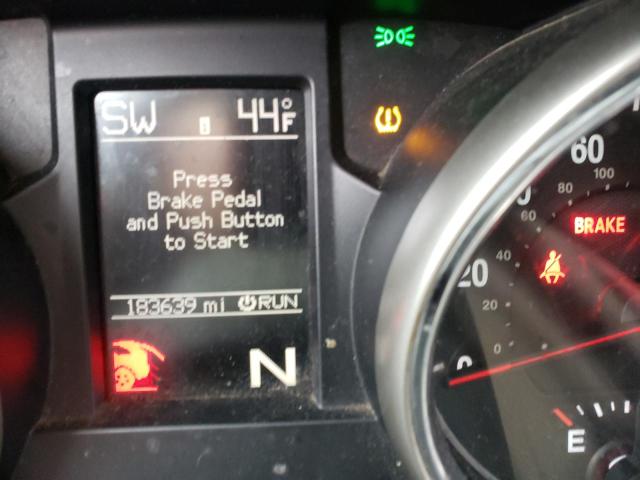 SW 44°F
Press
Brake Pedal
and Push Button
to Start
183639 mi RUN
N
60
100
80
60
BRAKE
40
20
20
0
0
E